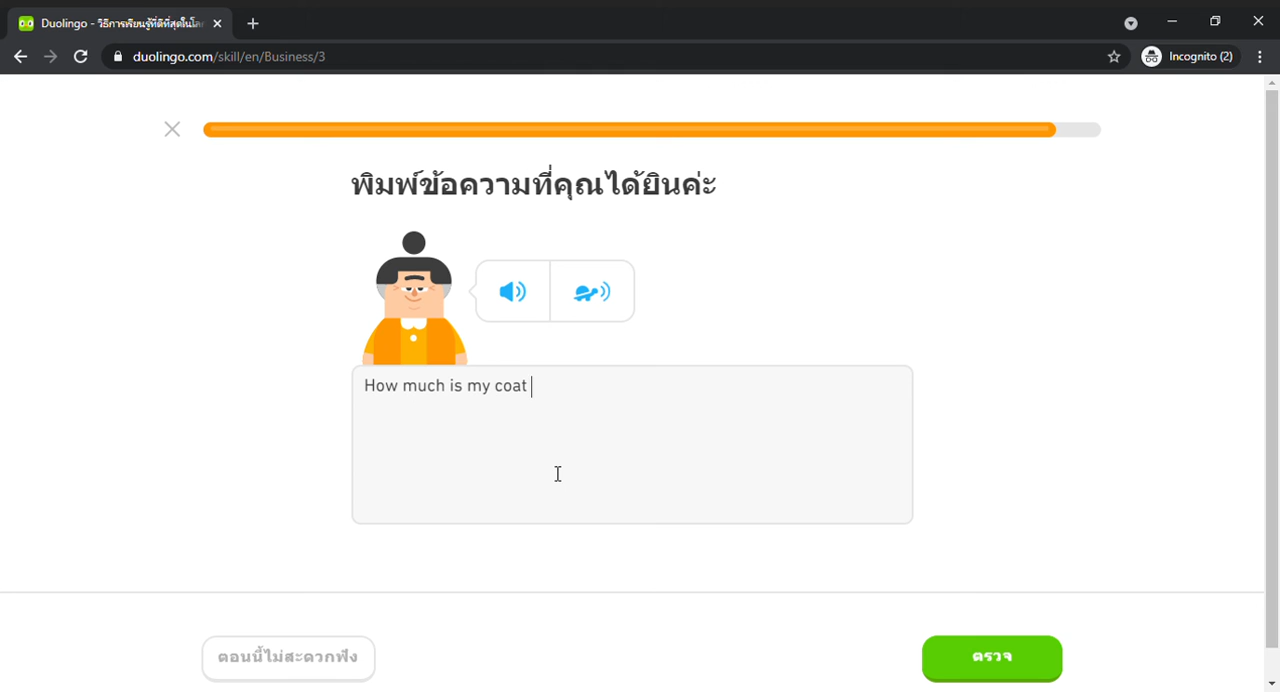 Duolingo - วิธีการเรียนรู้ที่ดีที่สุดในโล
duolingo.com/skill/en/Business/3
Incognito (2)
พิมพ์ข้อความที่คุณได้ยินค่ะ
How much is my coat
ตอนนี้ไม่สะดวกฟัง
ตรวจ